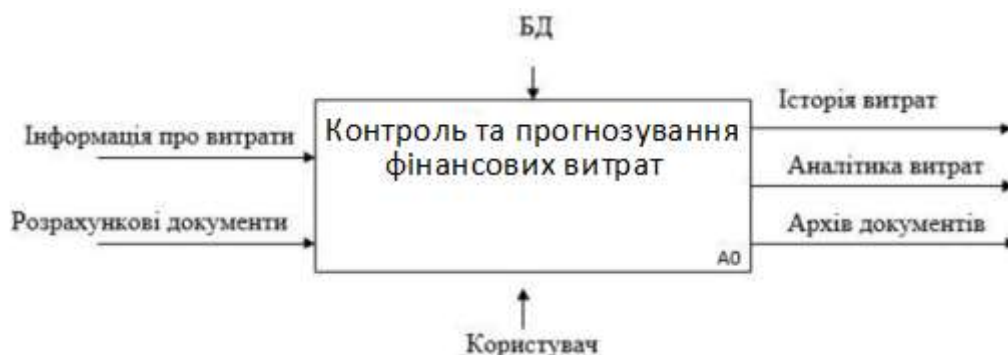 БД
Історія витрат
Контроль та прогнозування
фінансових витрат
Інформація про витрати
Аналітика витрат
Розрахункові документи
Архів документів
A0
Користувач